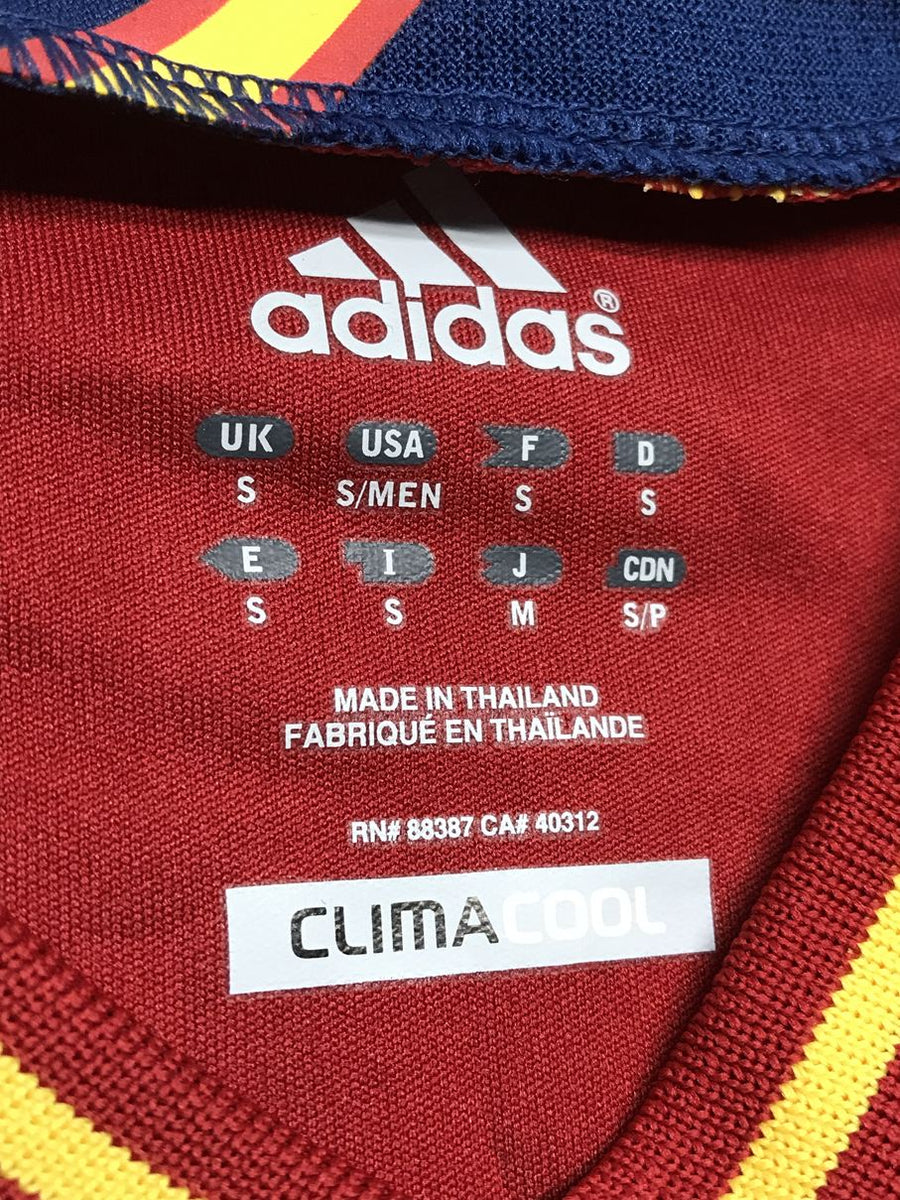 adidas®
UK USA F D
S S/MEN S S
E I J CDN
S S M S/P
MADE IN THAILAND
FABRIQUÉ EN THAÏLANDE
RN# 88387 CA# 40312
CLIMACOOL